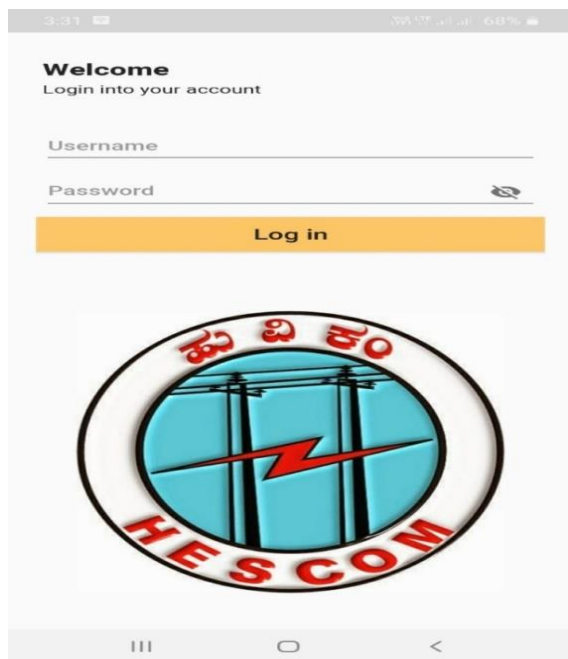 3:31
68%
Welcome
Login into your account
Username
Password
Log in
ಹು ವಿ ಕಂ
HESCOM